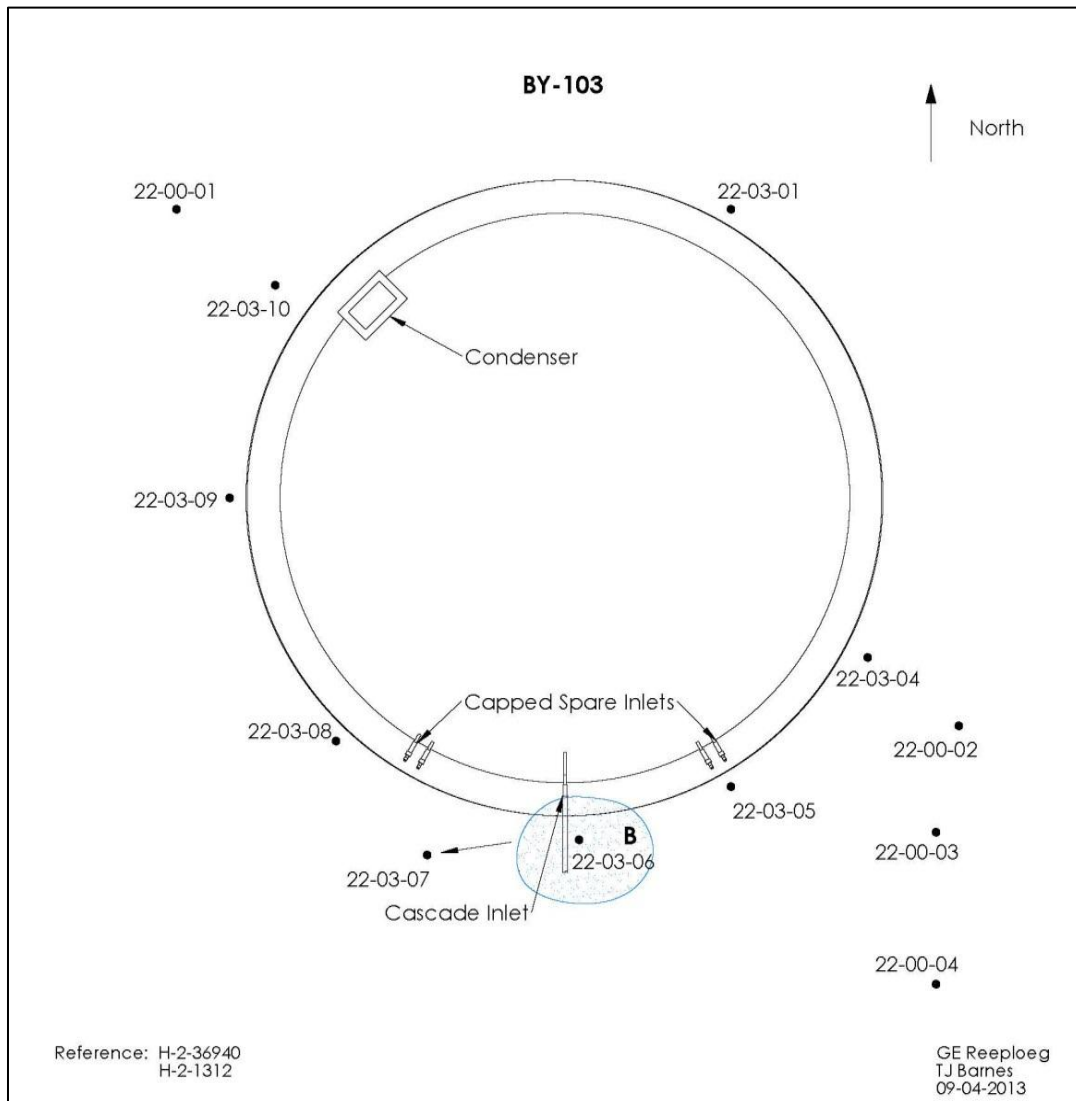 BY-103
North
22-00-01
22-03-01
22-03-10
Condenser
22-03-09
22-03-04
Capped Spare Inlets
22-03-08
22-00-02
22-03-05
B
22-03-06
22-00-03
22-03-07
Cascade Inlet
22-00-04
Reference: H-2-36940
H-2-1312
GE Reeploeg
TJ Barnes
09-04-2013